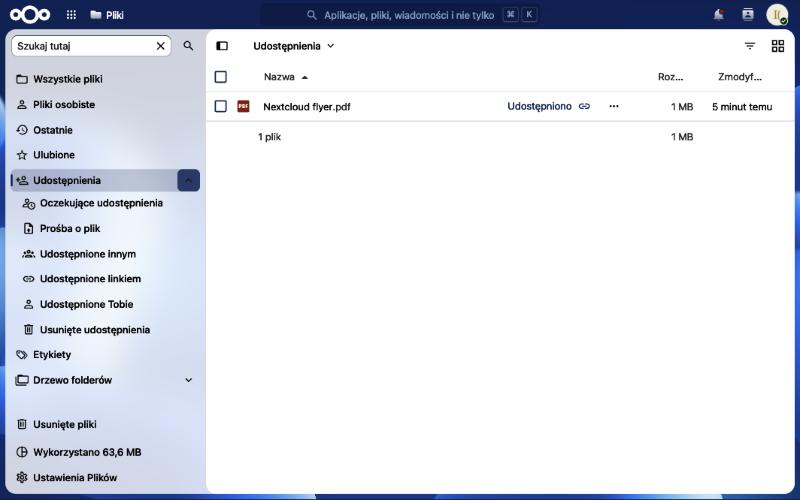 Pliki
Aplikacje, pliki, wiadomości i nie tylko
⌘ K
Szukaj tutaj
Wszystkie pliki
Pliki osobiste
Ostatnie
Ulubione
Udostępnienia
Oczekujące udostępnienia
Prośba o plik
Udostępnione innym
Udostępnione linkiem
Udostępnione Tobie
Usunięte udostępnienia
Etykiety
Drzewo folderów
Usunięte pliki
Wykorzystano 63,6 MB
Ustawienia Plików
Udostępnienia
Nazwa Roz... Zmodyf...
PDF Nextcloud flyer.pdf Udostępniono 1 MB 5 minut temu
1 plik 1 MB